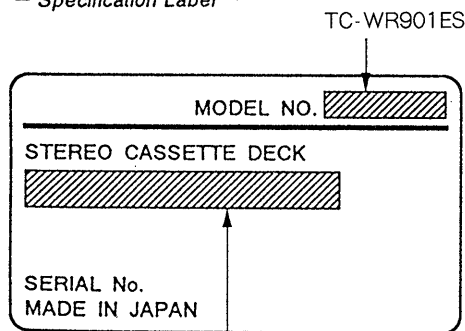 — Specification Label
TC-WR901ES
MODEL NO.
STEREO CASSETTE DECK
SERIAL No.
MADE IN JAPAN